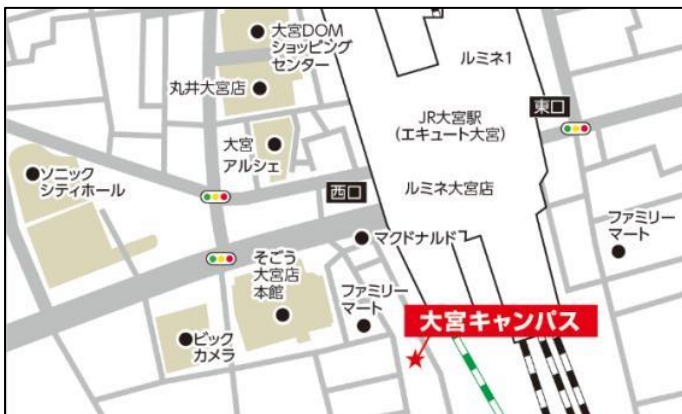 大宮DOM
ショッピング
センター
ルミネ1
丸井大宮店
東口
JR大宮駅
(エキュート大宮)
大宮
アルシェ
ソニック
シティホール
西口
ルミネ大宮店
マクドナルド
ファミリー
マート
そごう
大宮店
本館
ファミリー
マート
大宮キャンパス
ビック
カメラ